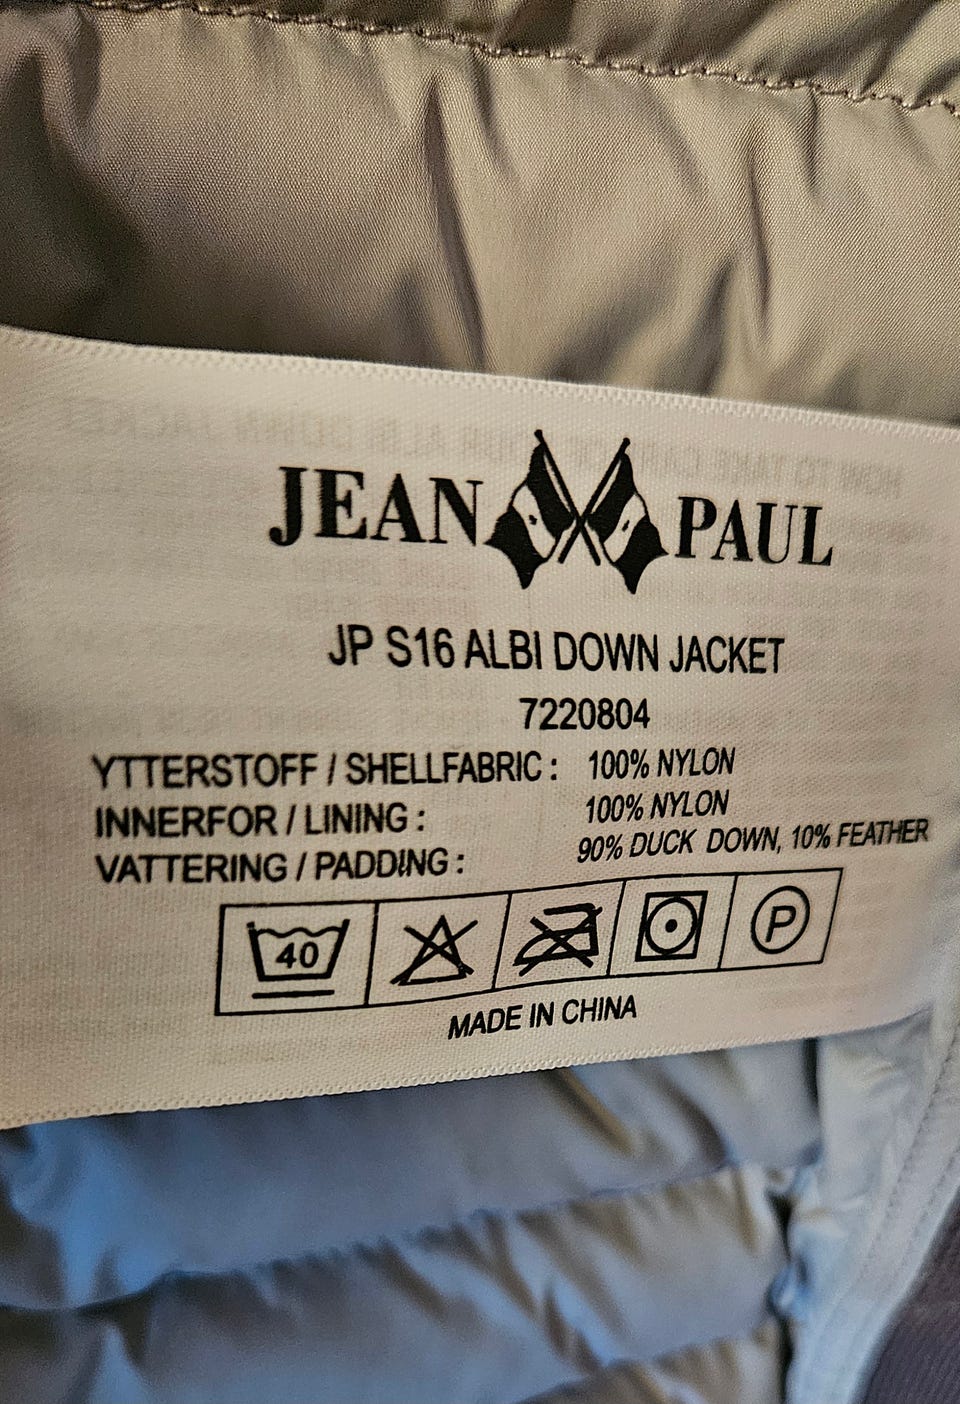 JEAN PAUL
JP S16 ALBI DOWN JACKET
7220804
YTTERSTOFF / SHELLFABRIC : 100% NYLON
INNERFOR / LINING : 100% NYLON
VATTERING / PADDING : 90% DUCK DOWN, 10% FEATHER
40 P
MADE IN CHINA